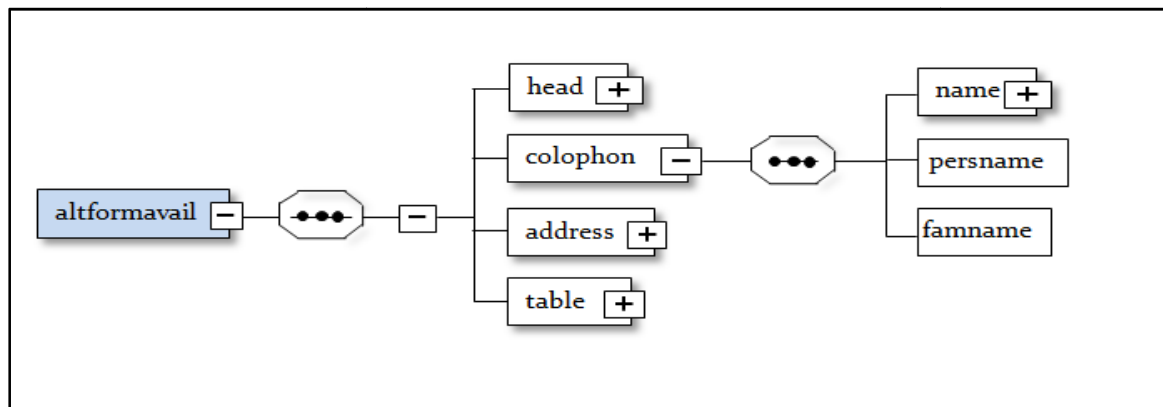 head +
name +
colophon −
persname
altformavail −
−
address +
famname
table +